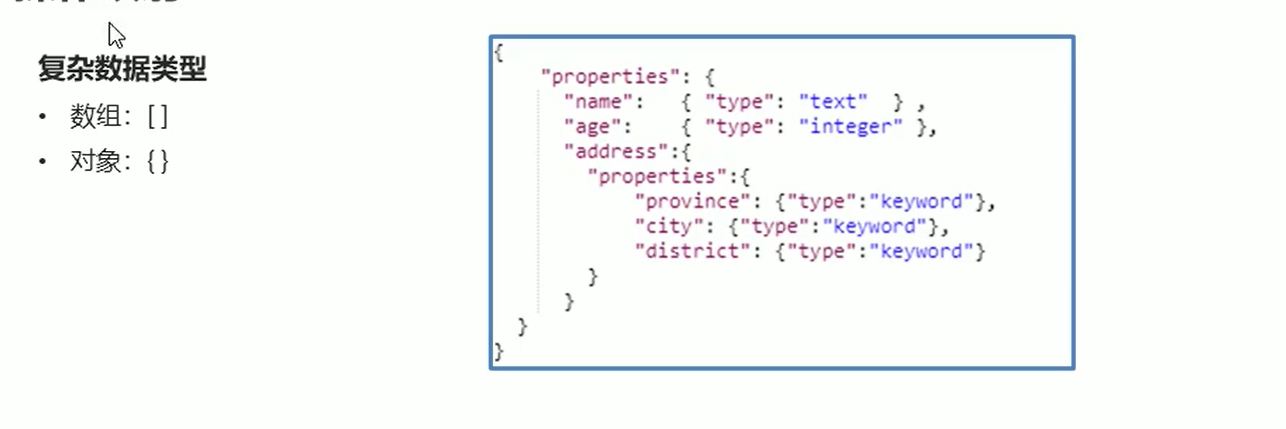 复杂数据类型
• 数组：[ ]
• 对象：{ }
{
"properties": {
"name": { "type": "text" } ,
"age": { "type": "integer" },
"address":{
"properties":{
"province": {"type":"keyword"},
"city": {"type":"keyword"},
"district": {"type":"keyword"}
}
}
}
}